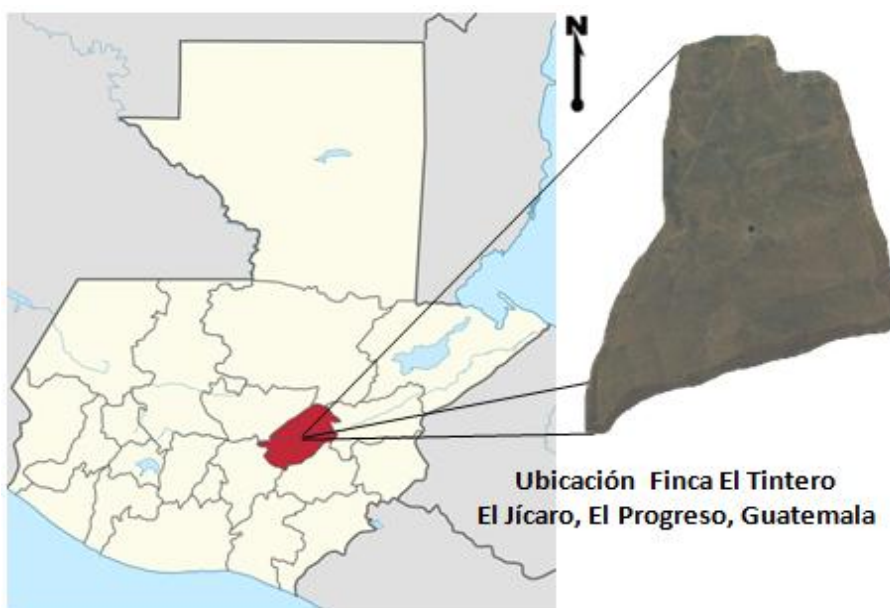 N
Ubicación Finca El Tintero
El Jícaro, El Progreso, Guatemala